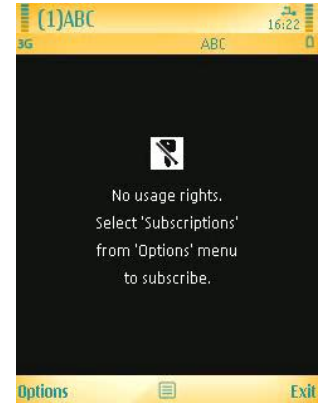 (1)ABC
16:22
3G
ABC
No usage rights.
Select 'Subscriptions'
from 'Options' menu
to subscribe.
Options
Exit